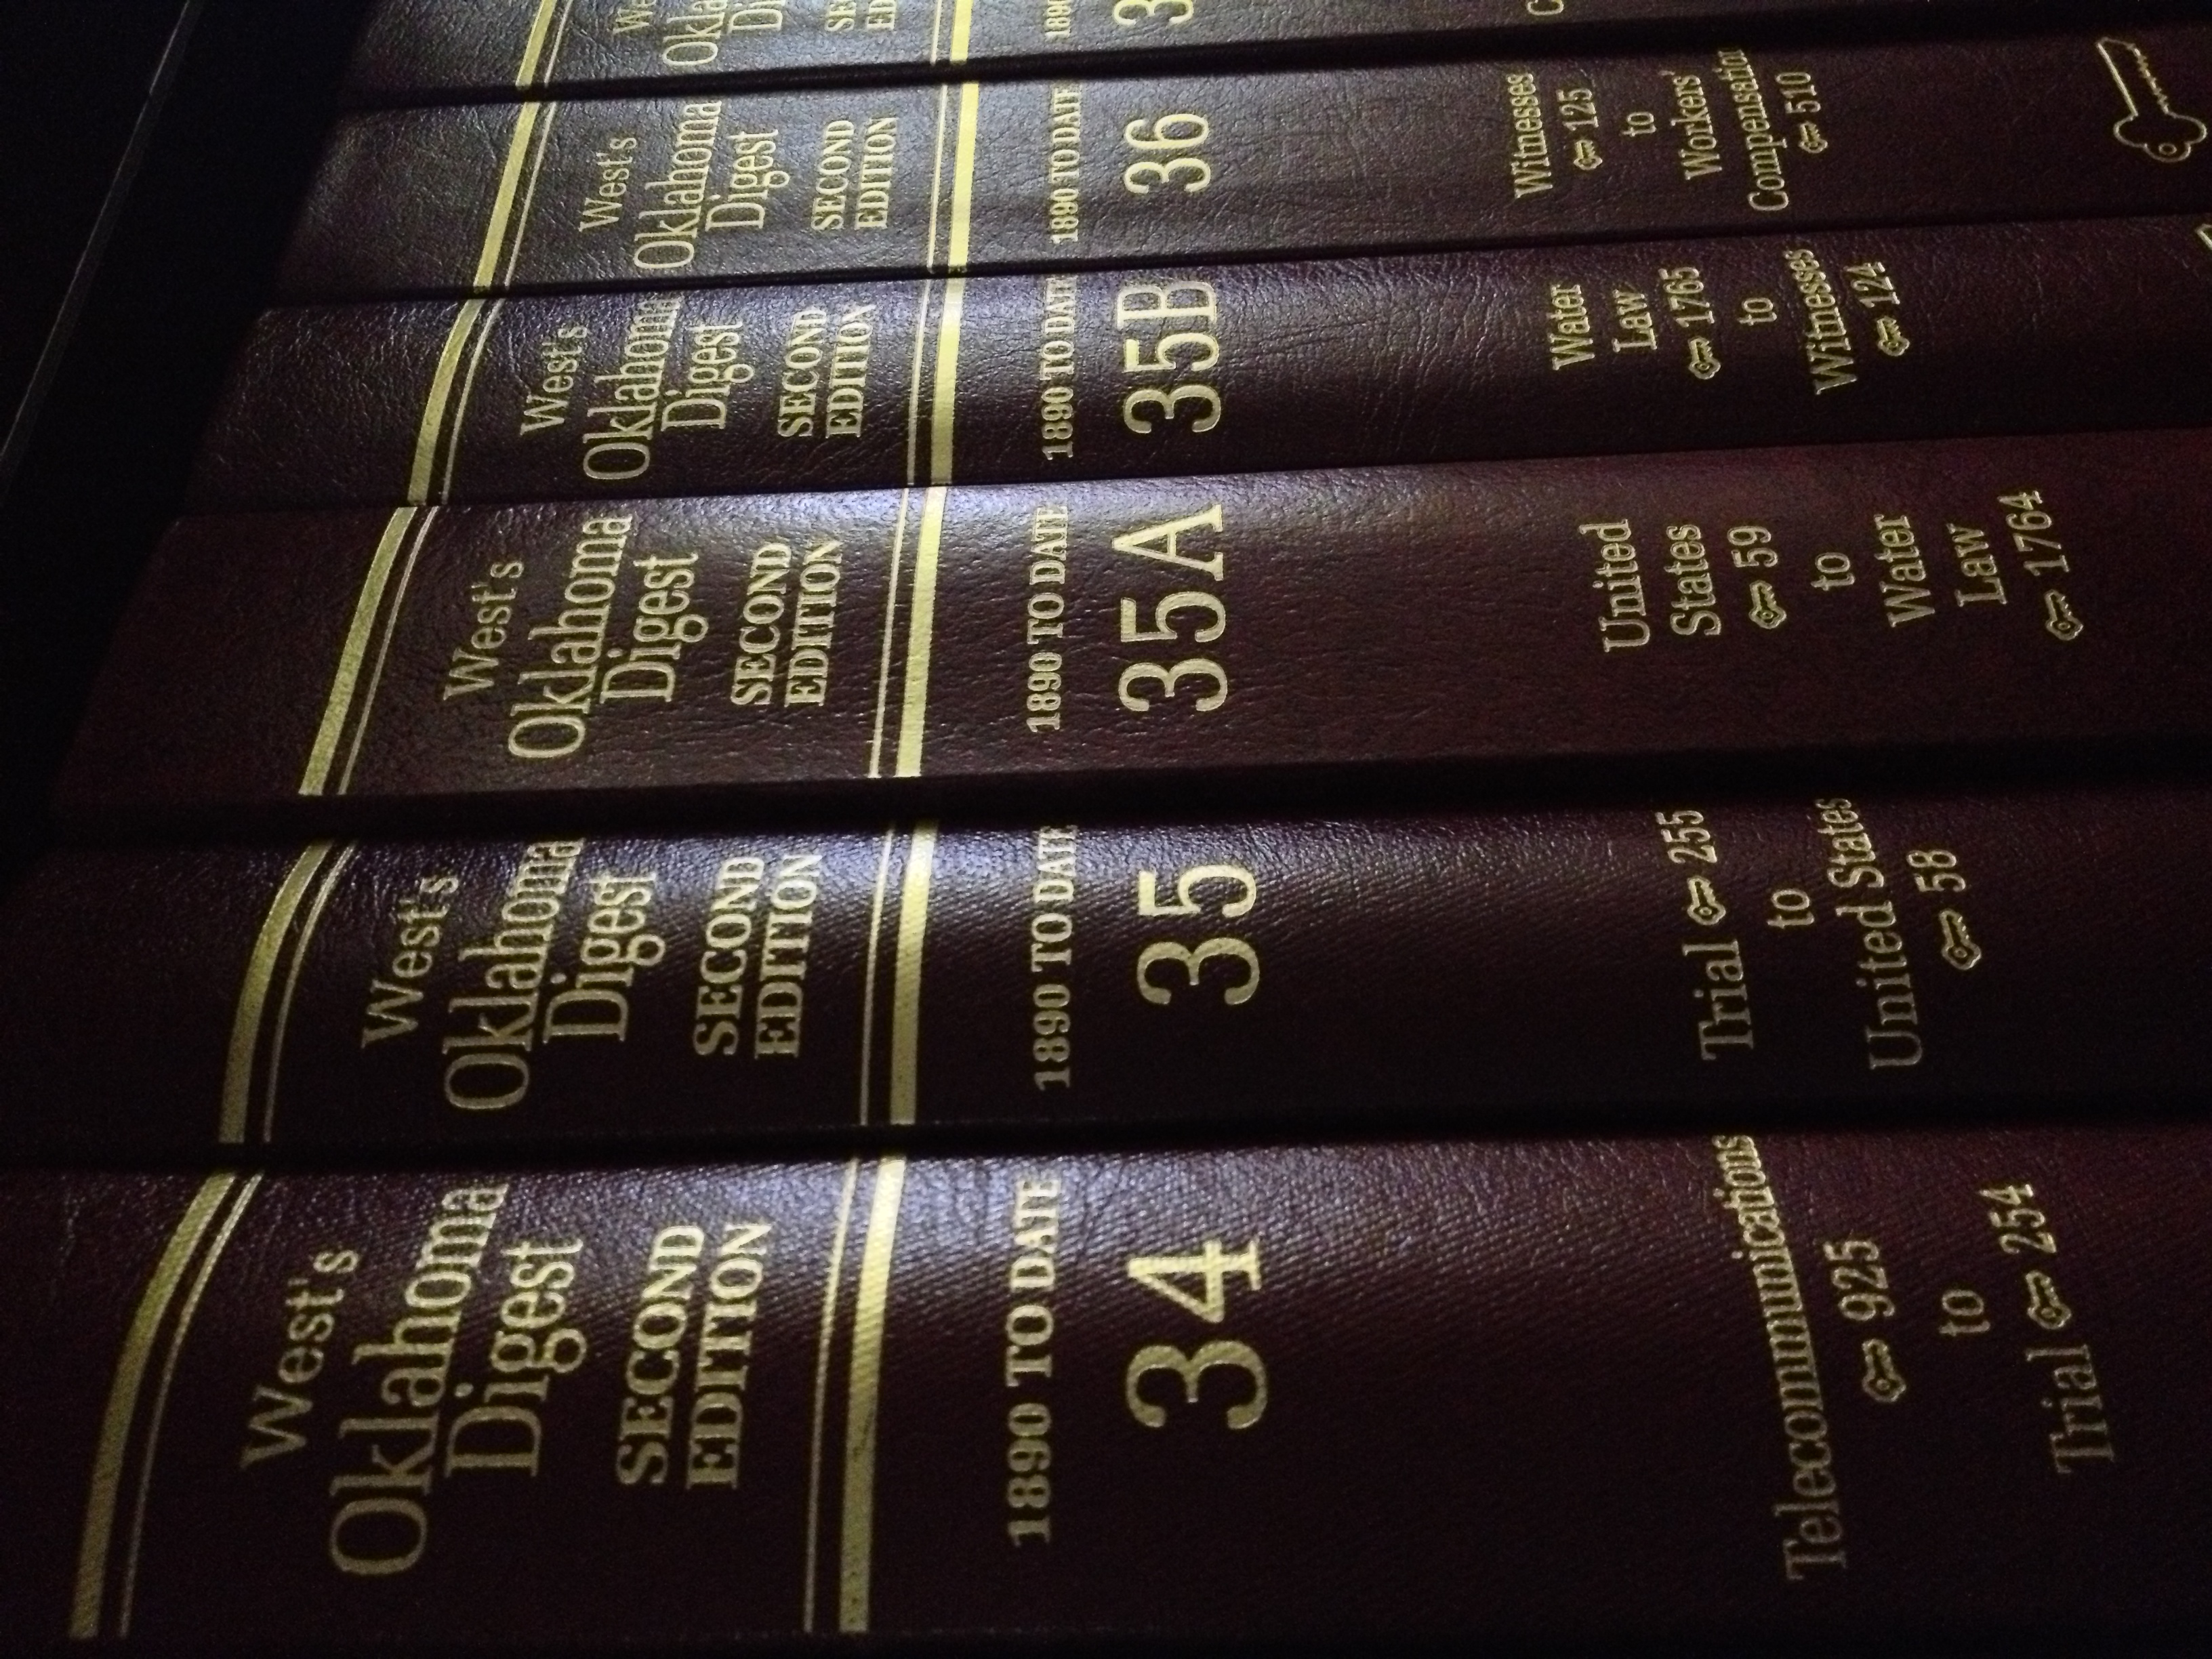 West's
Oklahoma
Digest
SECOND
EDITION
1890 TO DATE
34
Telecommunications
925
to
Trial 254
West's
Oklahoma
Digest
SECOND
EDITION
1890 TO DATE
35
Trial 255
to
United States
58
West's
Oklahoma
Digest
SECOND
EDITION
1890 TO DATE
35A
United
States
59
to
Water
Law
1764
West's
Oklahoma
Digest
SECOND
EDITION
1890 TO DATE
35B
Water
Law
1765
to
Witnesses
124
West's
Oklahoma
Digest
SECOND
EDITION
1890 TO DATE
36
Witnesses
125
to
Workers'
Compensation
510